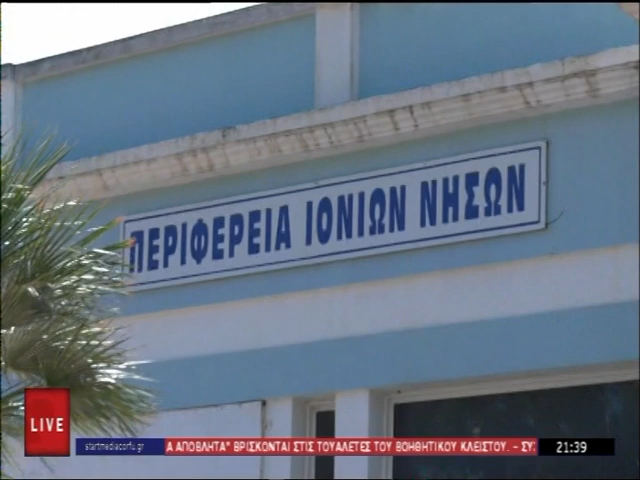 ΠΕΡΙΦΕΡΕΙΑ ΙΟΝΙΩΝ ΝΗΣΩΝ
LIVE
startmediacorfu.gr
Α ΑΠΟΒΛΗΤΑ" ΒΡΙΣΚΟΝΤΑΙ ΣΤΙΣ ΤΟΥΑΛΕΤΕΣ ΤΟΥ ΒΟΗΘΗΤΙΚΟΥ ΚΛΕΙΣΤΟΥ. - ΣΥ
21:39